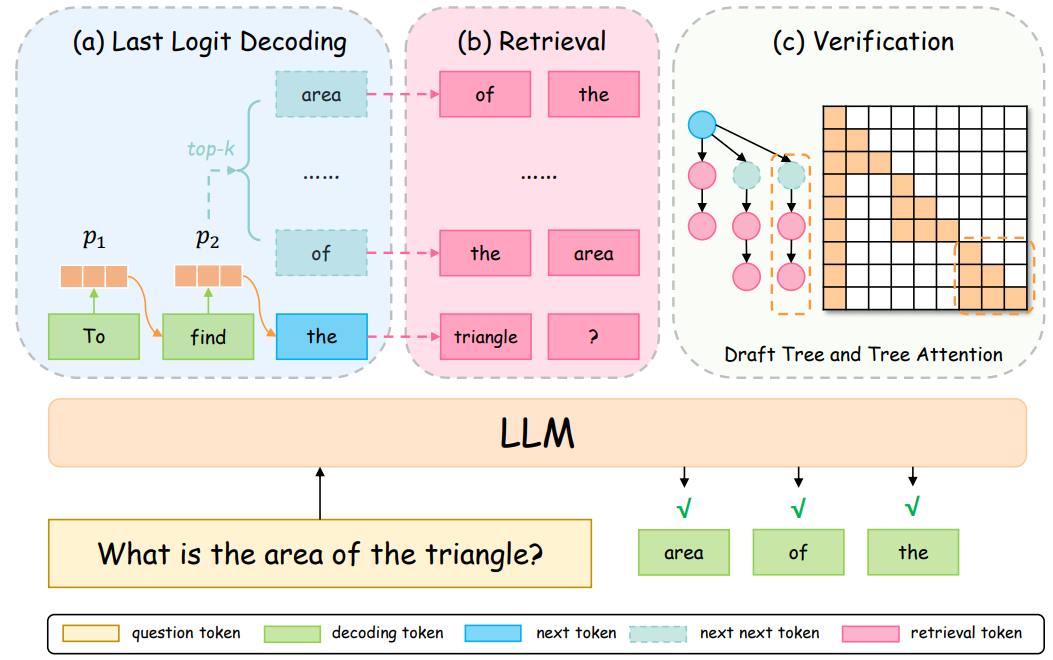 (a) Last Logit Decoding
area
top-k
......
p1
p2
of
To
find
the
(b) Retrieval
of
the
......
the
area
triangle
?
(c) Verification
Draft Tree and Tree Attention
LLM
What is the area of the triangle?
√
√
√
area
of
the
question token
decoding token
next token
next next token
retrieval token